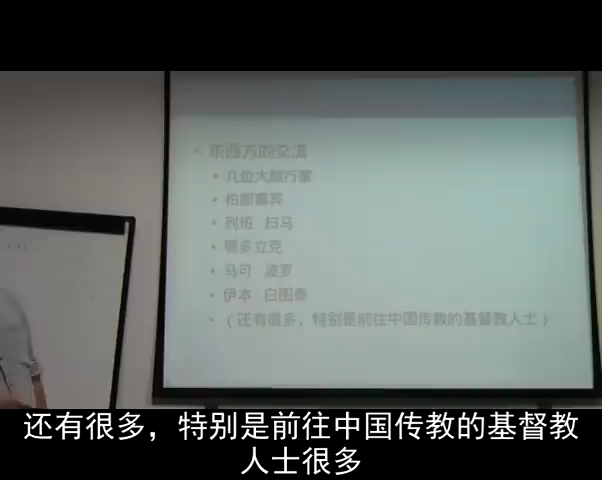 东西方的交流
几位大旅行家
柏郎嘉宾
列班 扫马
鄂多立克
马可 波罗
伊本 白图泰
（还有很多，特别是前往中国传教的基督教人士）
还有很多，特别是前往中国传教的基督教
人士很多